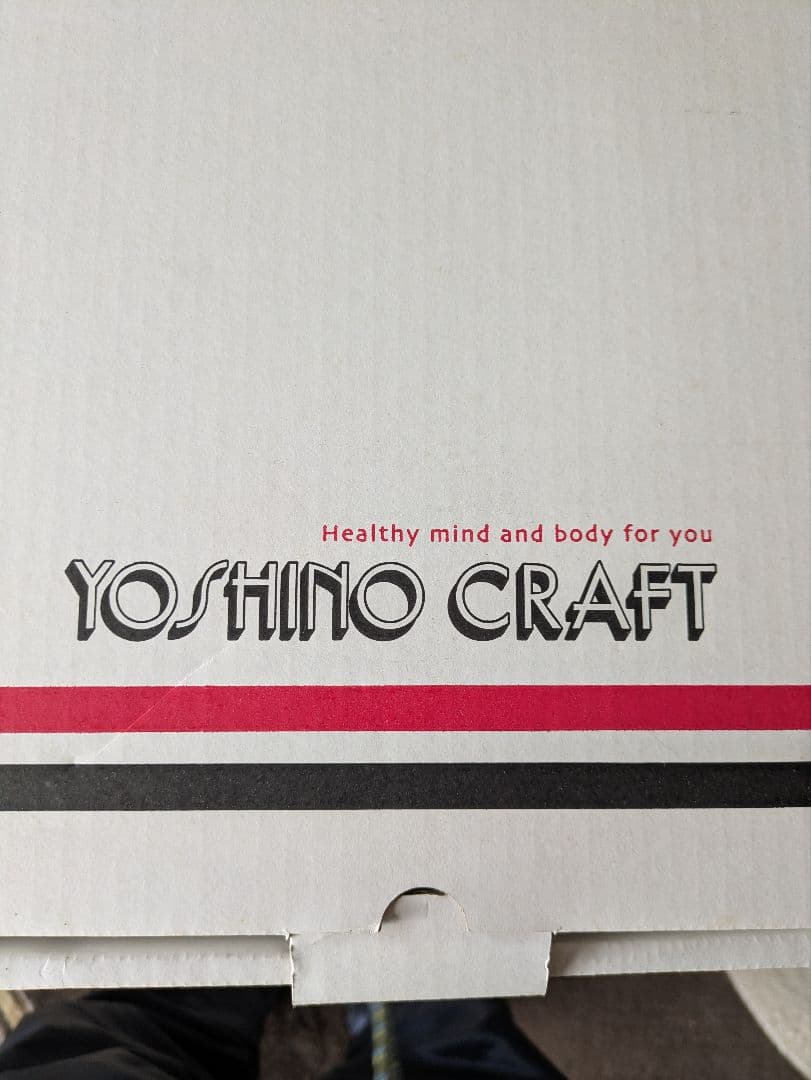 Healthy mind and body for you
YOSHINO CRAFT